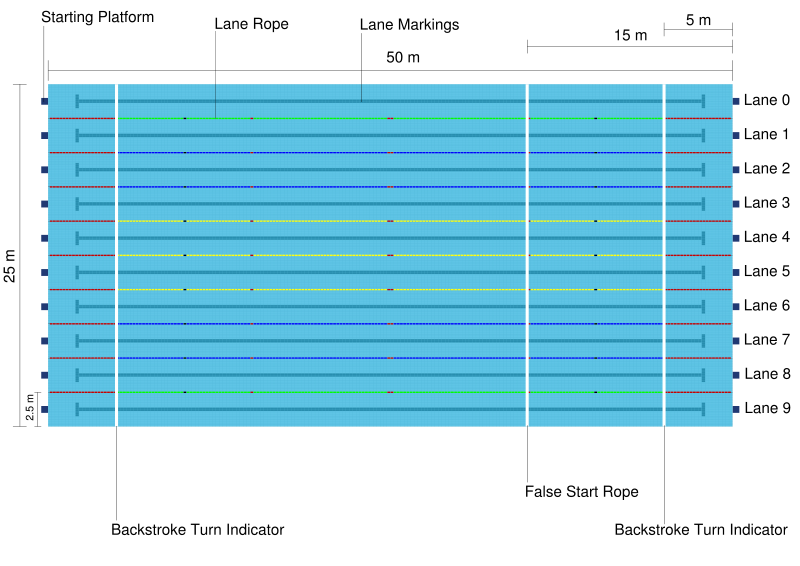 Starting Platform
Lane Rope
Lane Markings
5 m
15 m
50 m
Lane 0
Lane 1
Lane 2
Lane 3
Lane 4
25 m
Lane 5
Lane 6
Lane 7
Lane 8
2.5 m
Lane 9
False Start Rope
Backstroke Turn Indicator
Backstroke Turn Indicator